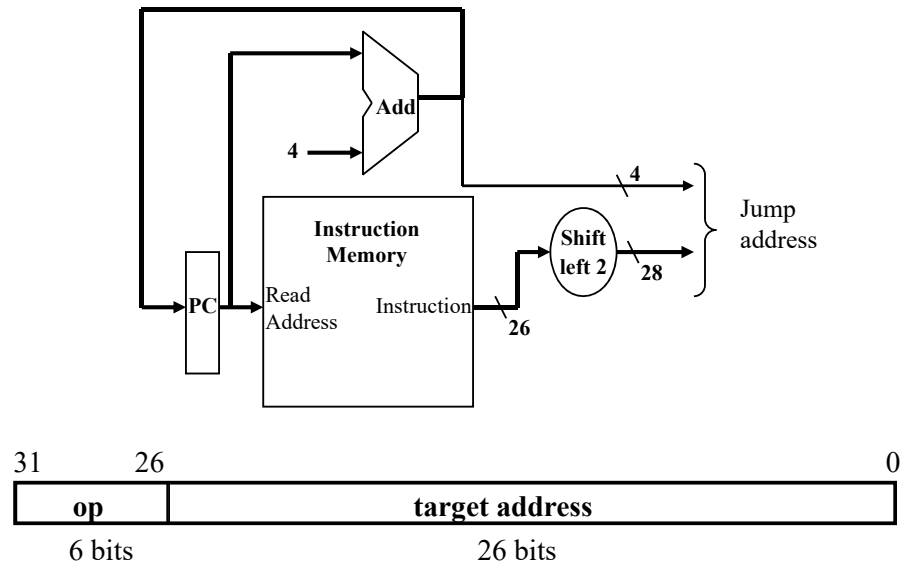 Add
4
4
Jump
address
Instruction
Memory
Shift
left 2
28
PC
Read
Address
Instruction
26
31 26 0
op target address
6 bits 26 bits